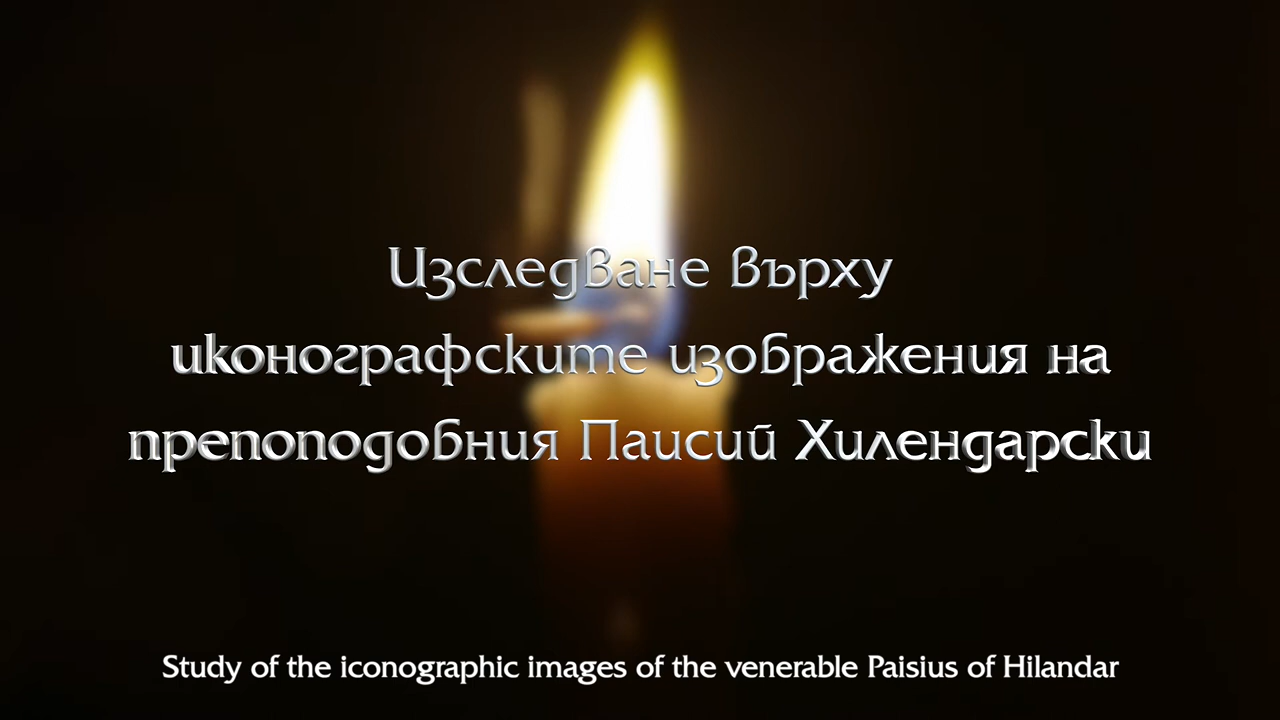 Изследване върху
иконографските изображения на
преподобния Паисий Хилендарски
Study of the iconographic images of the venerable Paisius of Hilandar